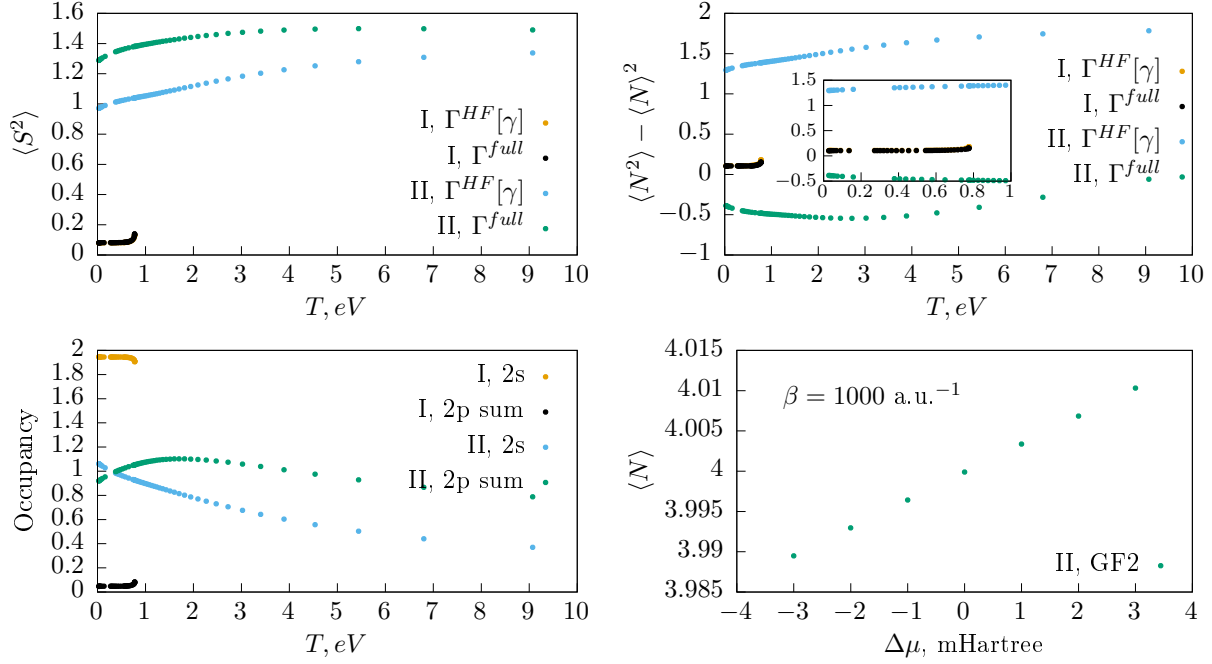 ⟨S²⟩
1.6
1.4
1.2
1
0.8
0.6
0.4
0.2
0
I, Γ^{HF}[γ]
I, Γ^{full}
II, Γ^{HF}[γ]
II, Γ^{full}
0 1 2 3 4 5 6 7 8 9 10
T, eV
⟨N²⟩ − ⟨N⟩²
2
1.5
1
0.5
0
−0.5
−1
I, Γ^{HF}[γ]
I, Γ^{full}
II, Γ^{HF}[γ]
II, Γ^{full}
1.5
1
0.5
0
−0.5
0 0.2 0.4 0.6 0.8 1
0 1 2 3 4 5 6 7 8 9 10
T, eV
Occupancy
2
1.8
1.6
1.4
1.2
1
0.8
0.6
0.4
0.2
0
I, 2s
I, 2p sum
II, 2s
II, 2p sum
0 1 2 3 4 5 6 7 8 9 10
T, eV
⟨N⟩
4.015
4.01
4.005
4
3.995
3.99
3.985
β = 1000 a.u.⁻¹
II, GF2
−4 −3 −2 −1 0 1 2 3 4
Δμ, mHartree